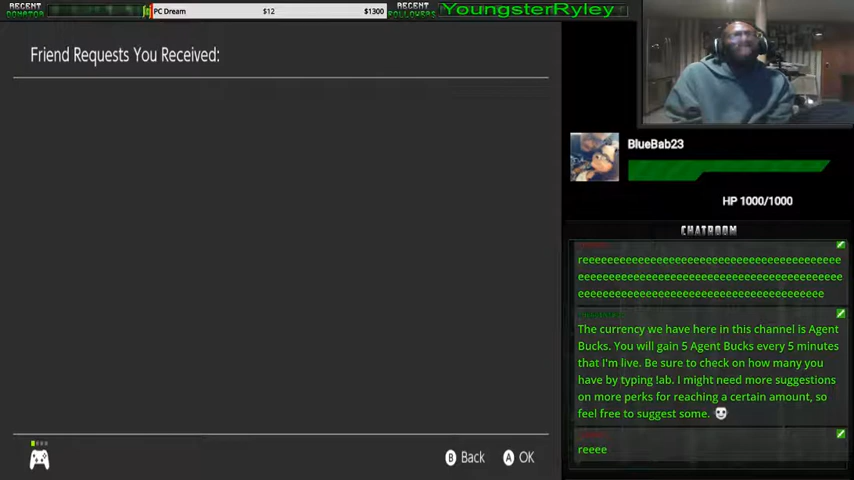 RECENT
DONATOR
PC Dream
$12
$1300
RECENT
FOLLOWERS
YoungsterRyley
Friend Requests You Received:
BlueBab23
HP 1000/1000
CHATROOM
reeeeeeeeeeeeeeeeeeeeeeeeeeeeeeeeeeeeeeeee
eeeeeeeeeeeeeeeeeeeeeeeeeeeeeeeeeeeeeeeeee
eeeeeeeeeeeeeeeeeeeeeeeeeeeeeeeeeeeeeee
The currency we have here in this channel is Agent
Bucks. You will gain 5 Agent Bucks every 5 minutes
that I'm live. Be sure to check on how many you
have by typing !ab. I might need more suggestions
on more perks for reaching a certain amount, so
feel free to suggest some.
reeee
B Back
A OK